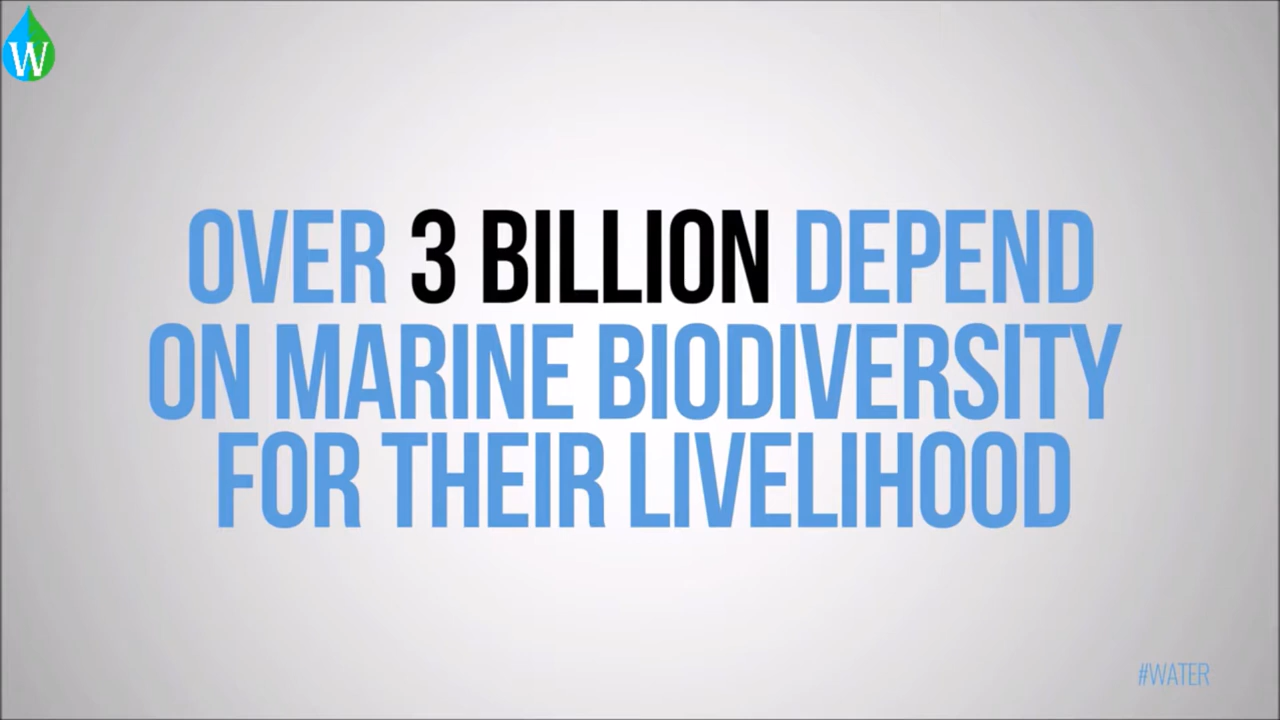 W
OVER 3 BILLION DEPEND
ON MARINE BIODIVERSITY
FOR THEIR LIVELIHOOD
#WATER